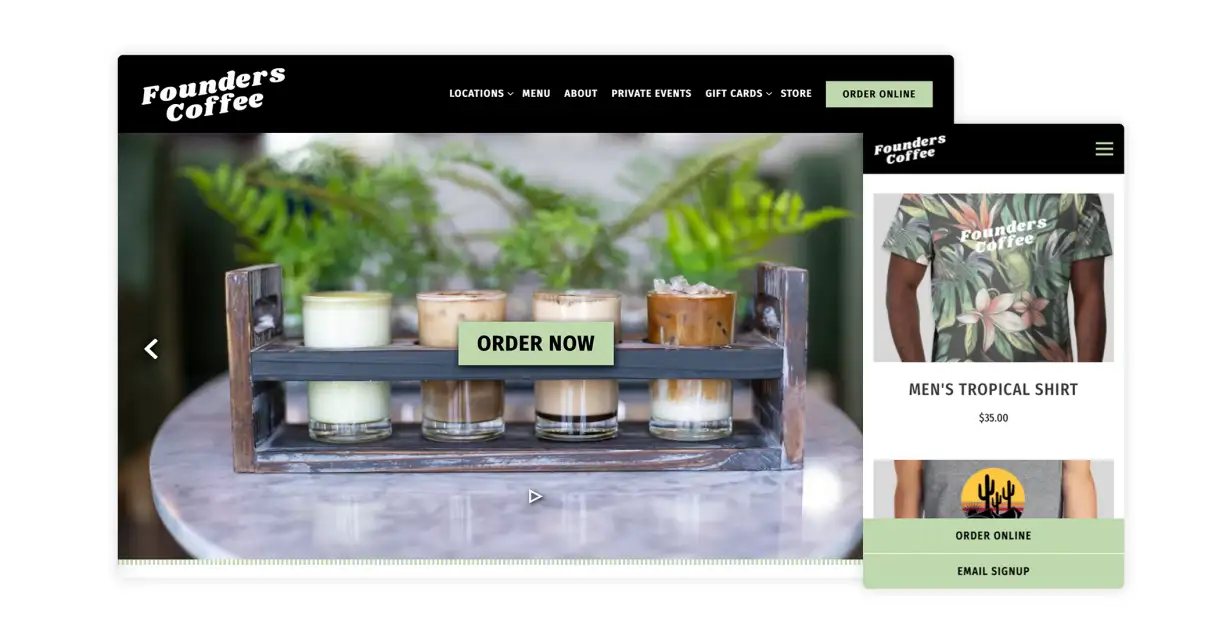 Founders
Coffee
LOCATIONS MENU ABOUT PRIVATE EVENTS GIFT CARDS STORE ORDER ONLINE
ORDER NOW
Founders
Coffee
Founders
Coffee
MEN'S TROPICAL SHIRT
$35.00
ORDER ONLINE
EMAIL SIGNUP